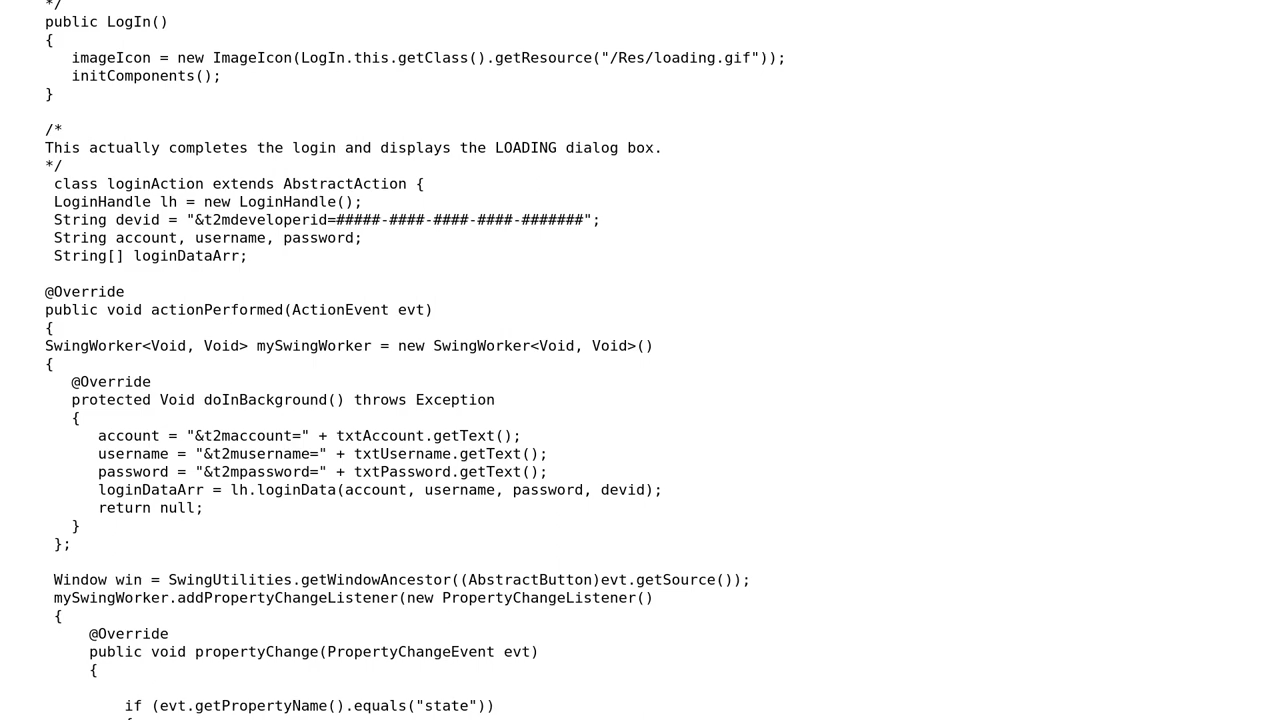 */
public LogIn()
{
   imageIcon = new ImageIcon(LogIn.this.getClass().getResource("/Res/loading.gif"));
   initComponents();
}

/*
This actually completes the login and displays the LOADING dialog box.
*/
 class loginAction extends AbstractAction {
 LoginHandle lh = new LoginHandle();
 String devid = "&t2mdeveloperid=#####-####-####-####-#######";
 String account, username, password;
 String[] loginDataArr;

@Override
public void actionPerformed(ActionEvent evt)
{
SwingWorker<Void, Void> mySwingWorker = new SwingWorker<Void, Void>()
{
   @Override
   protected Void doInBackground() throws Exception
   {
      account = "&t2maccount=" + txtAccount.getText();
      username = "&t2musername=" + txtUsername.getText();
      password = "&t2mpassword=" + txtPassword.getText();
      loginDataArr = lh.loginData(account, username, password, devid);
      return null;
   }
 };

 Window win = SwingUtilities.getWindowAncestor((AbstractButton)evt.getSource());
 mySwingWorker.addPropertyChangeListener(new PropertyChangeListener()
 {
     @Override
     public void propertyChange(PropertyChangeEvent evt)
     {

         if (evt.getPropertyName().equals("state"))
         {